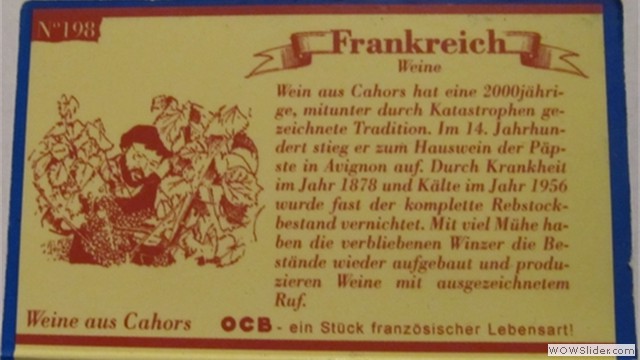 Nº198
Frankreich
Weine
Wein aus Cahors hat eine 2000jähri-
ge, mitunter durch Katastrophen ge-
zeichnete Tradition. Im 14. Jahrhun-
dert stieg er zum Hauswein der Päp-
ste in Avignon auf. Durch Krankheit
im Jahr 1878 und Kälte im Jahr 1956
wurde fast der komplette Rebstock-
bestand vernichtet. Mit viel Mühe ha-
ben die verbliebenen Winzer die Be-
stände wieder aufgebaut und produ-
zieren Weine mit ausgezeichnetem
Ruf.
Weine aus Cahors
OCB - ein Stück französischer Lebensart!
WOWSlider.com